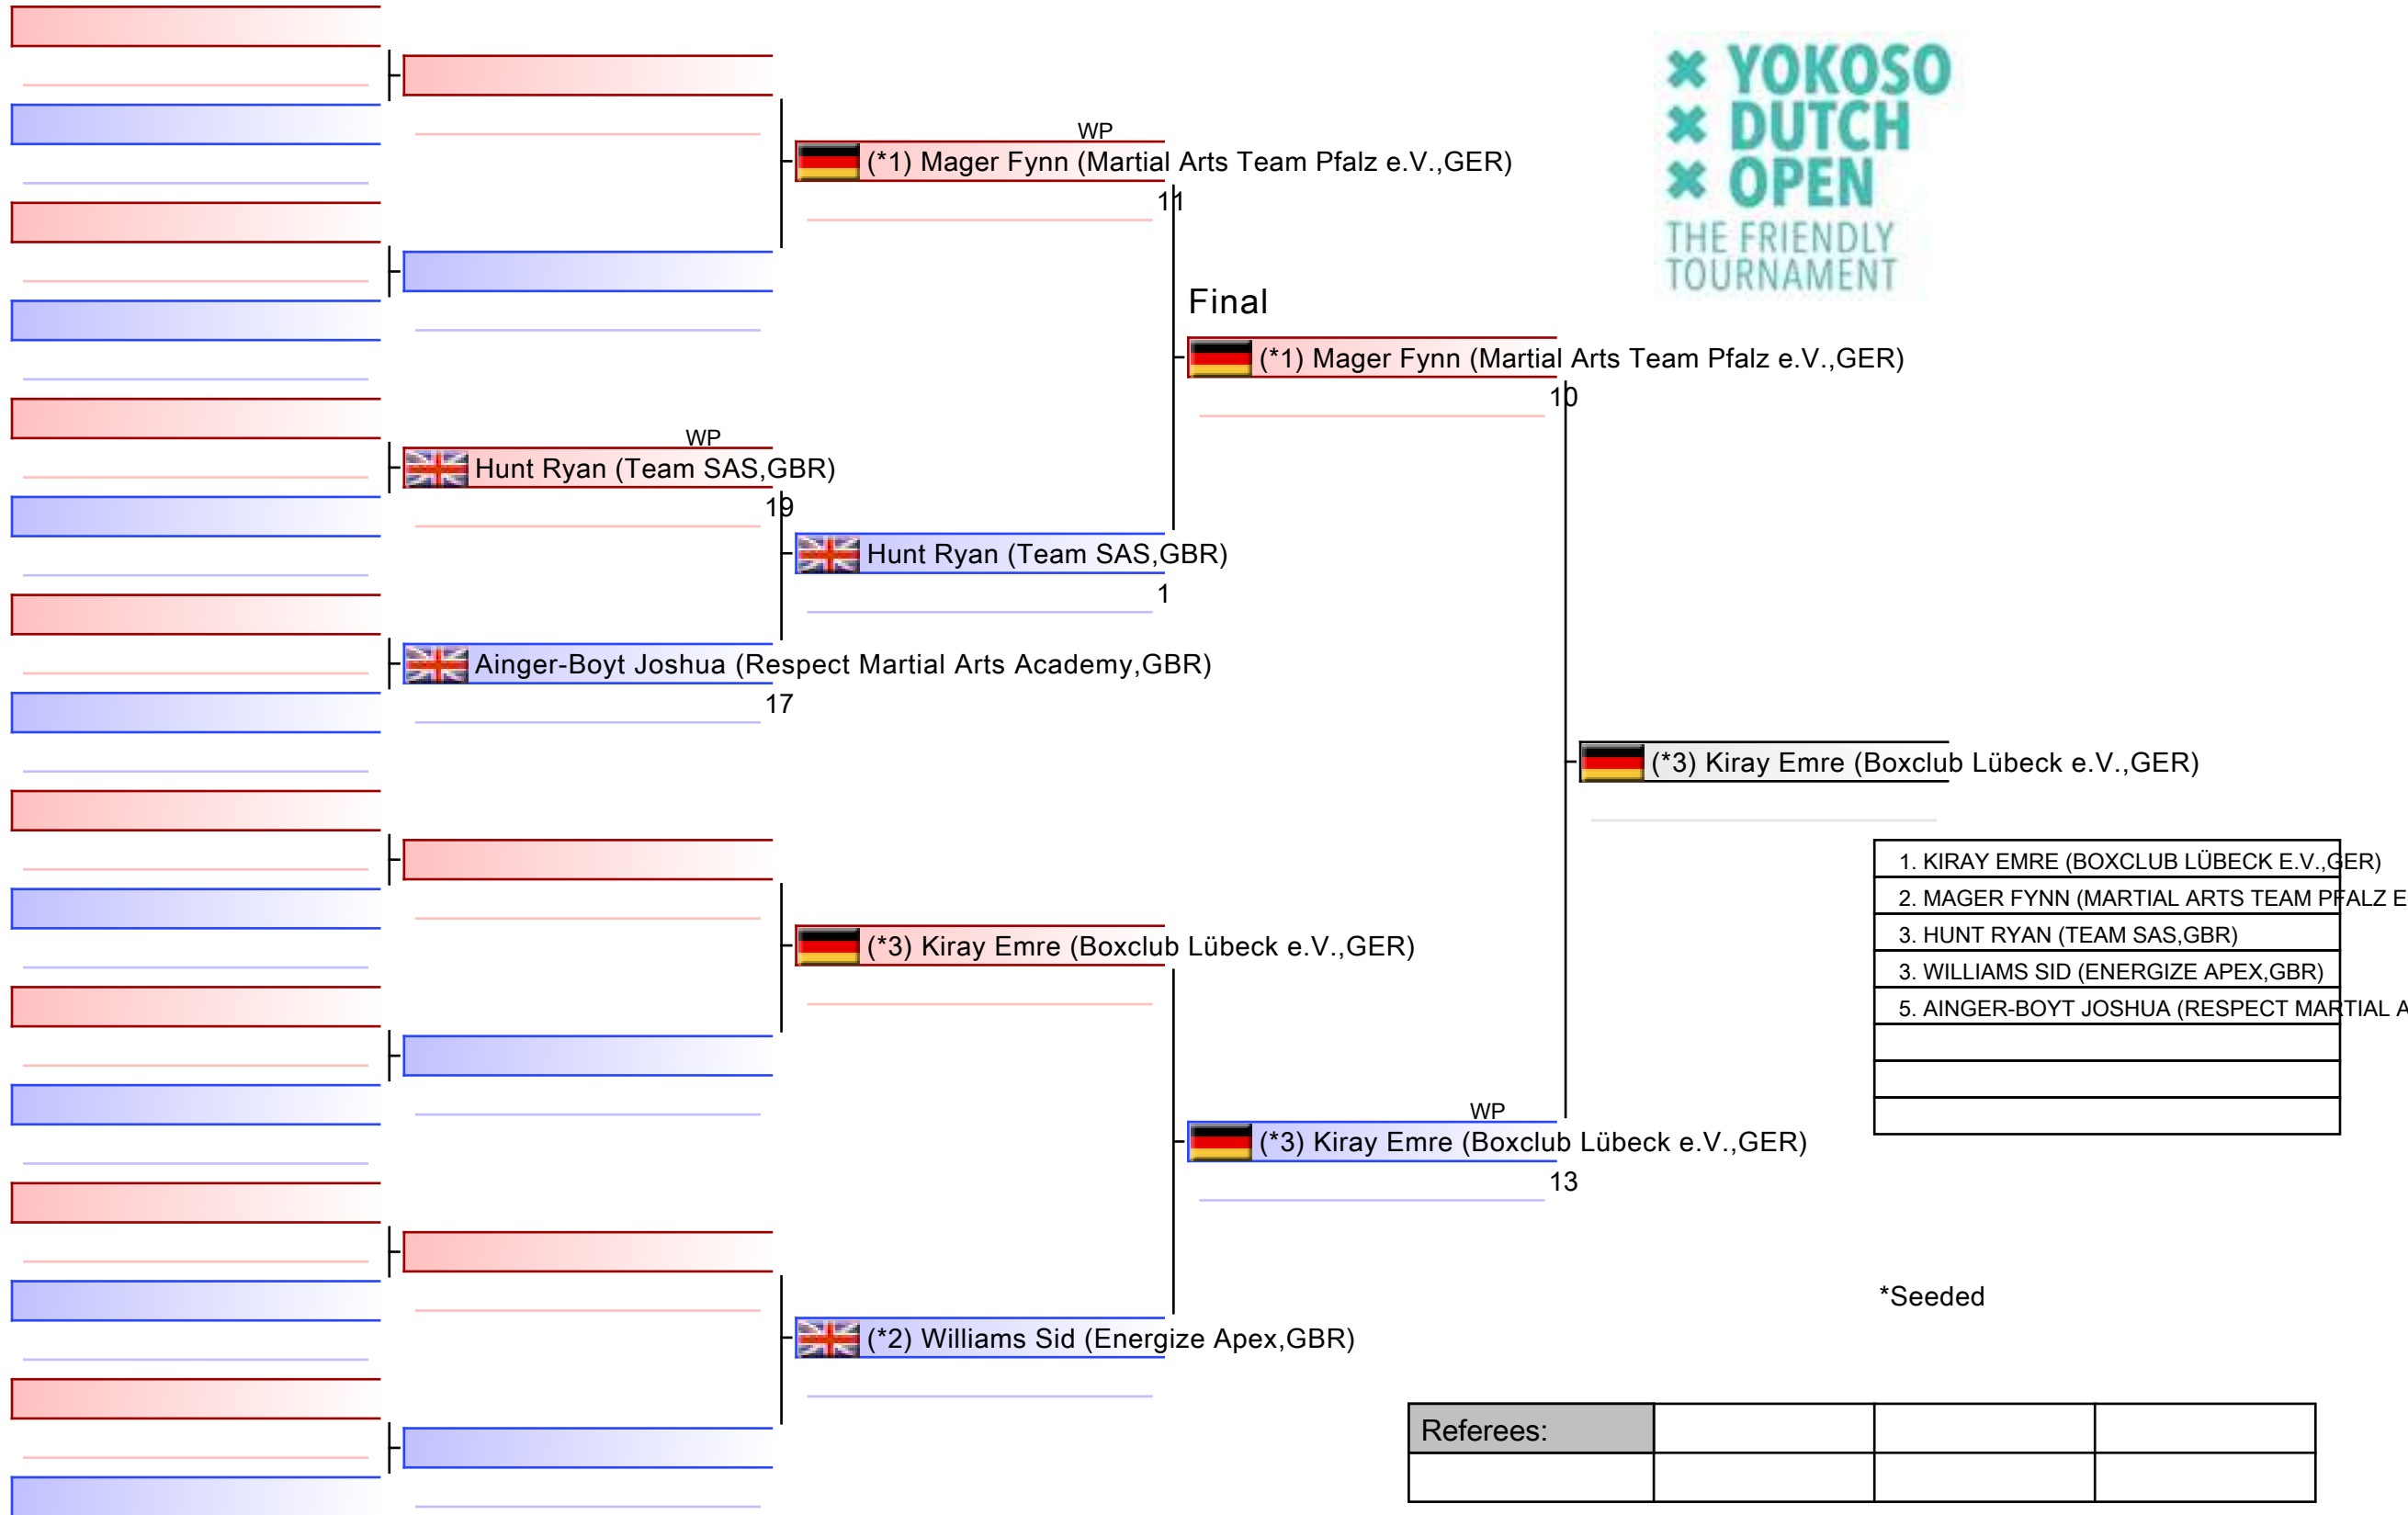 YOKOSO
DUTCH
OPEN
THE FRIENDLY
TOURNAMENT
WP
(*1) Mager Fynn (Martial Arts Team Pfalz e.V.,GER)
11
Final
(*1) Mager Fynn (Martial Arts Team Pfalz e.V.,GER)
10
WP
Hunt Ryan (Team SAS,GBR)
19
Hunt Ryan (Team SAS,GBR)
1
Ainger-Boyt Joshua (Respect Martial Arts Academy,GBR)
17
(*3) Kiray Emre (Boxclub Lübeck e.V.,GER)
1. KIRAY EMRE (BOXCLUB LÜBECK E.V.,GER)
2. MAGER FYNN (MARTIAL ARTS TEAM PFALZ E
3. HUNT RYAN (TEAM SAS,GBR)
3. WILLIAMS SID (ENERGIZE APEX,GBR)
5. AINGER-BOYT JOSHUA (RESPECT MARTIAL A
(*3) Kiray Emre (Boxclub Lübeck e.V.,GER)
WP
(*3) Kiray Emre (Boxclub Lübeck e.V.,GER)
13
*Seeded
(*2) Williams Sid (Energize Apex,GBR)
Referees: